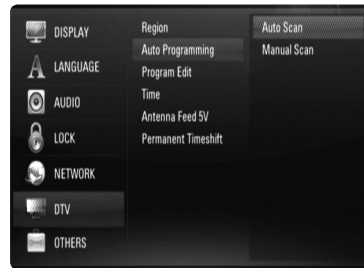 DISPLAY
LANGUAGE
AUDIO
LOCK
NETWORK
DTV
OTHERS
Region
Auto Programming
Program Edit
Time
Antenna Feed 5V
Permanent Timeshift
Auto Scan
Manual Scan